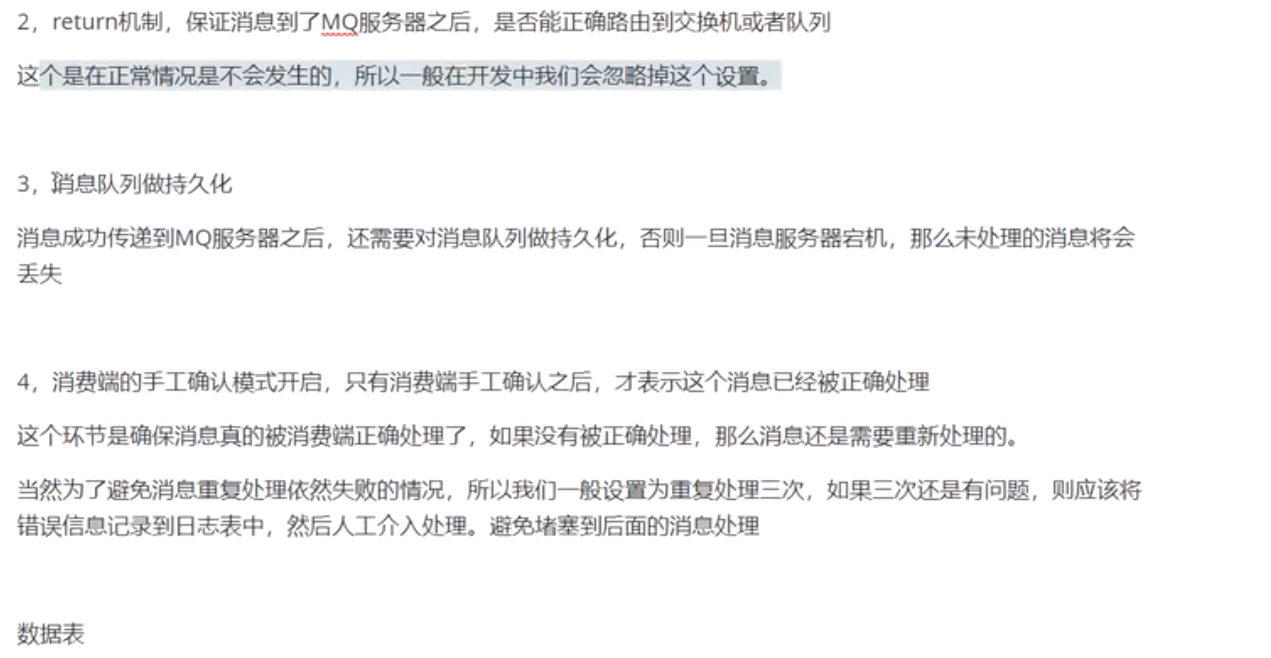 2，return机制，保证消息到了MQ服务器之后，是否能正确路由到交换机或者队列
这个是在正常情况是不会发生的，所以一般在开发中我们会忽略掉这个设置。
3，消息队列做持久化
消息成功传递到MQ服务器之后，还需要对消息队列做持久化，否则一旦消息服务器宕机，那么未处理的消息将会
丢失
4，消费端的手工确认模式开启，只有消费端手工确认之后，才表示这个消息已经被正确处理
这个环节是确保消息真的被消费端正确处理了，如果没有被正确处理，那么消息还是需要重新处理的。
当然为了避免消息重复处理依然失败的情况，所以我们一般设置为重复处理三次，如果三次还是有问题，则应该将
错误信息记录到日志表中，然后人工介入处理。避免堵塞到后面的消息处理
数据表